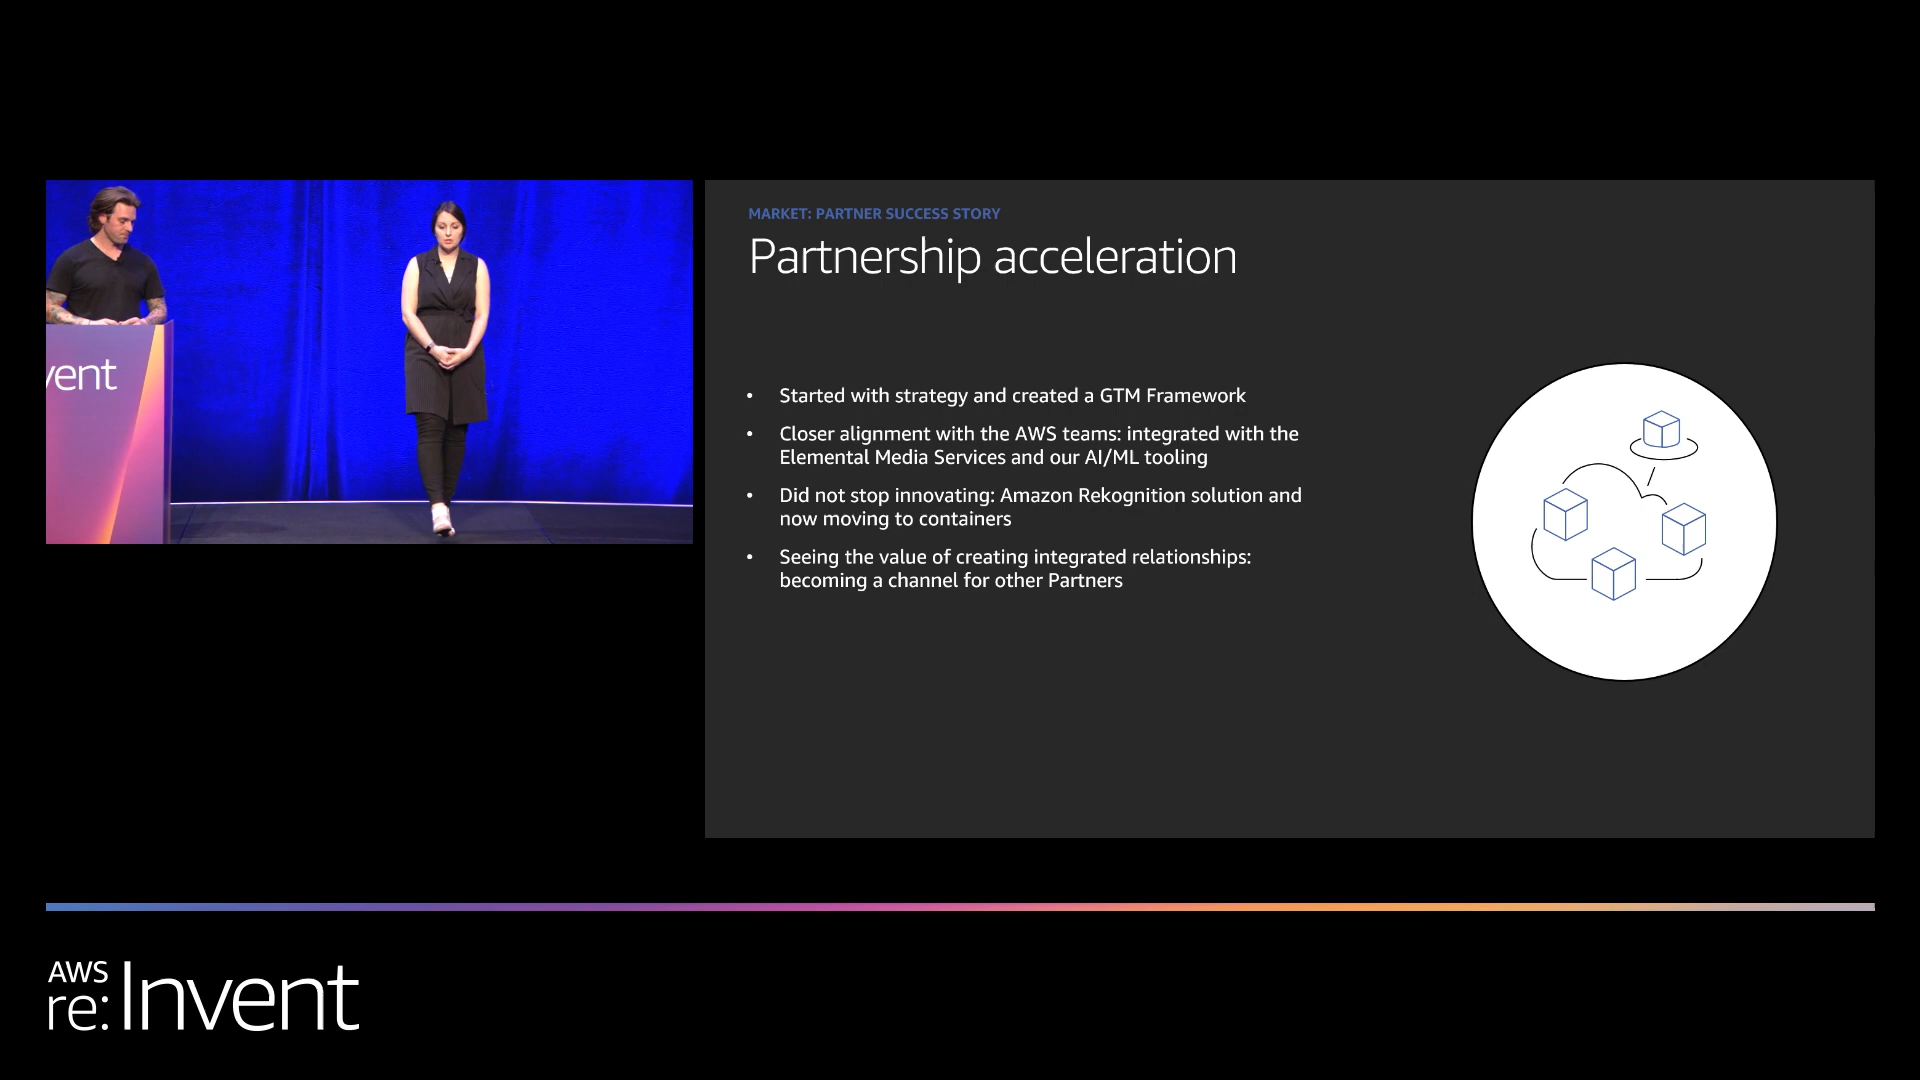 vent
MARKET: PARTNER SUCCESS STORY
Partnership acceleration
• Started with strategy and created a GTM Framework
• Closer alignment with the AWS teams: integrated with the
Elemental Media Services and our AI/ML tooling
• Did not stop innovating: Amazon Rekognition solution and
now moving to containers
• Seeing the value of creating integrated relationships:
becoming a channel for other Partners
AWS
re:Invent